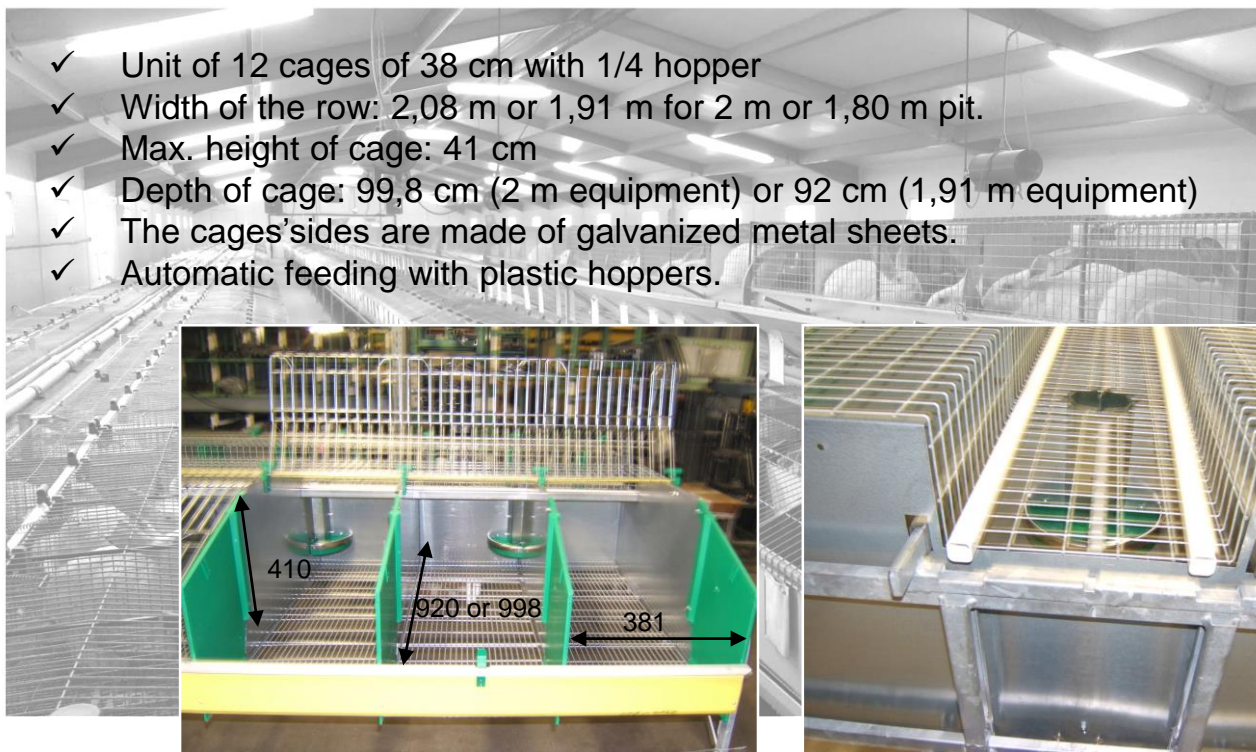 ✓ Unit of 12 cages of 38 cm with 1/4 hopper
✓ Width of the row: 2,08 m or 1,91 m for 2 m or 1,80 m pit.
✓ Max. height of cage: 41 cm
✓ Depth of cage: 99,8 cm (2 m equipment) or 92 cm (1,91 m equipment)
✓ The cages’sides are made of galvanized metal sheets.
✓ Automatic feeding with plastic hoppers.
410
920 or 998
381